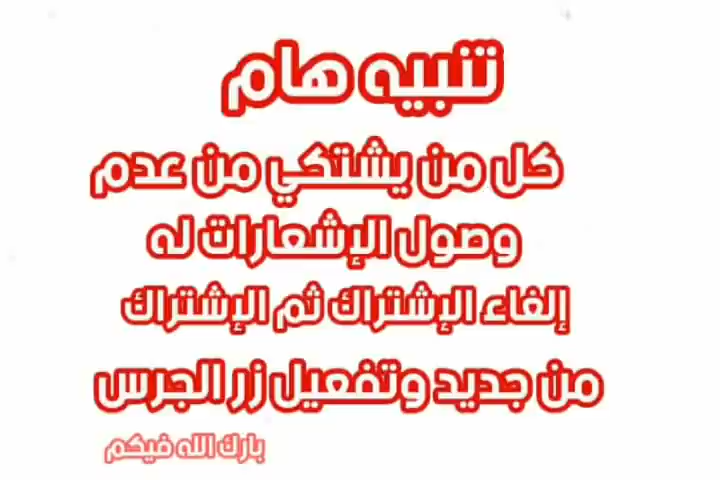 تنبيه هام
كل من يشتكي من عدم
وصول الإشعارات له
إلغاء الإشتراك ثم الإشتراك
من جديد وتفعيل زر الجرس
بارك الله فيكم